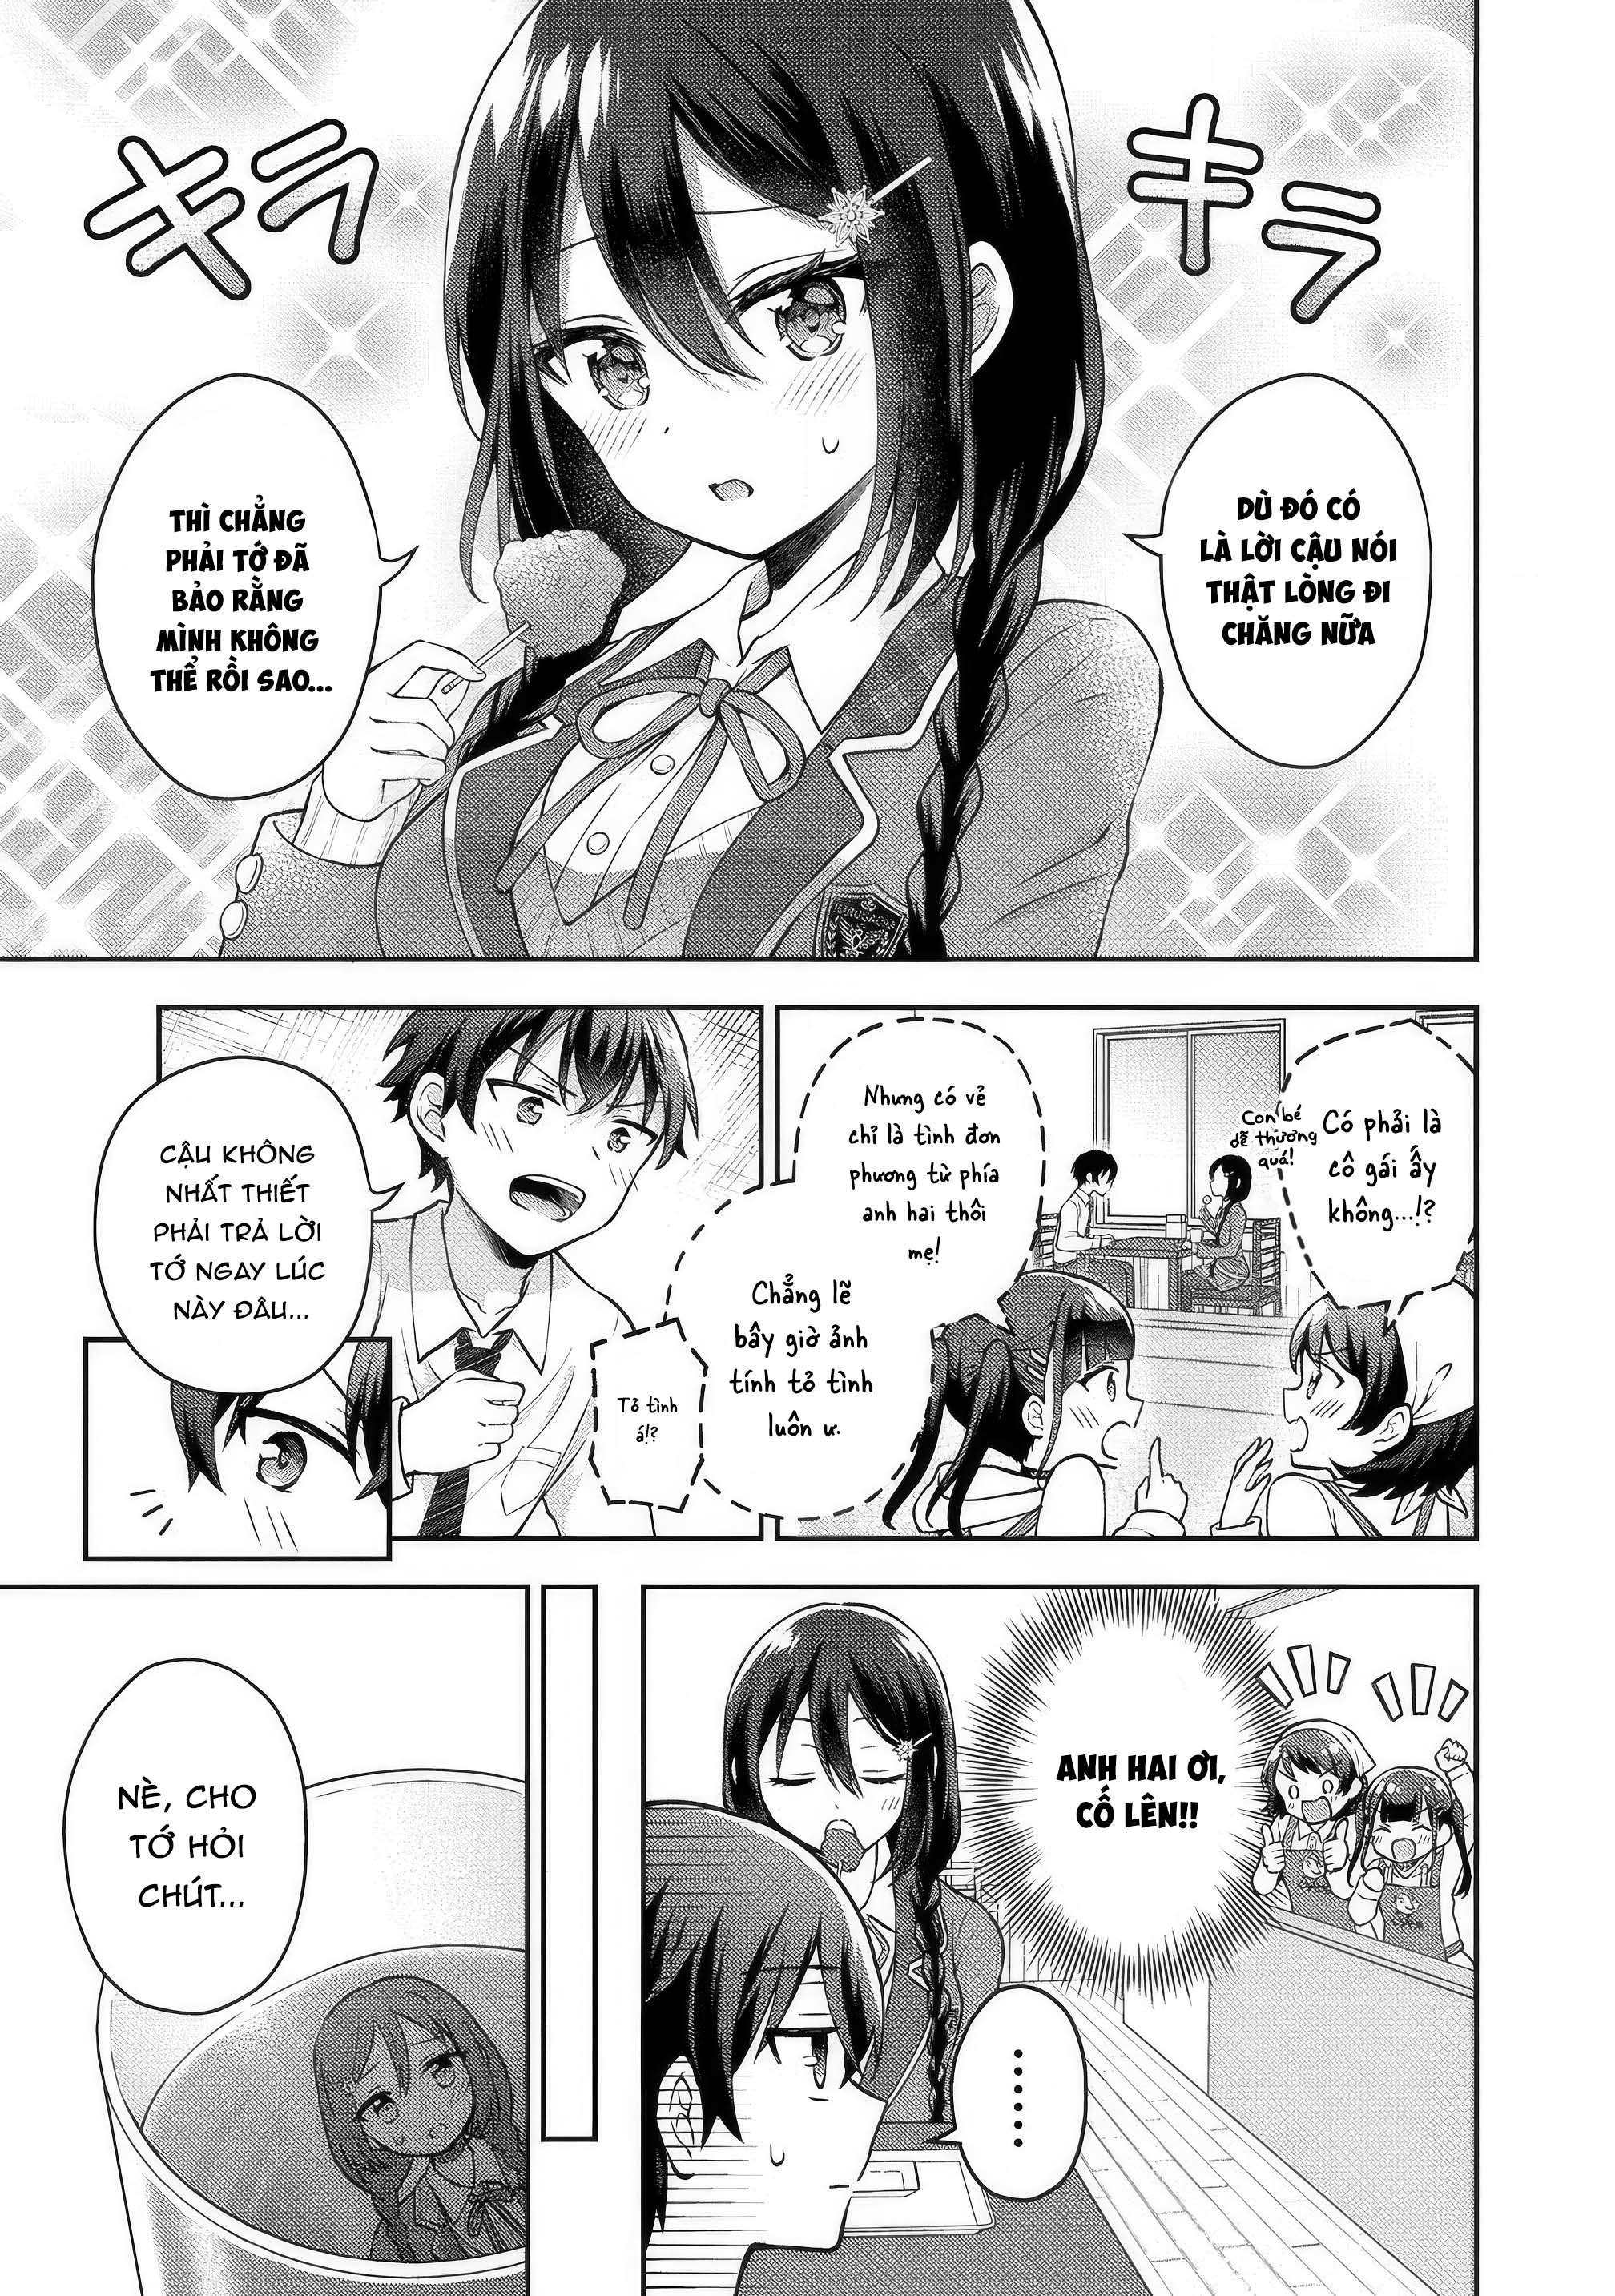 キラ
DÙ ĐÓ CÓ
LÀ LỜI CẬU NÓI
THẬT LÒNG ĐI
CHĂNG NỮA
キラ
THÌ CHẲNG
PHẢI TỚ ĐÃ
BẢO RẰNG
MÌNH KHÔNG
THỂ RỒI SAO...
Có phải là
cô gái ấy
không...!?
Con bé
dễ thương
quá!
Nhưng có vẻ
chỉ là tình đơn
phương từ phía
anh hai thôi
mẹ!
Chẳng lẽ
bây giờ ảnh
tính tỏ tình
luôn ư.
Tỏ tình
á!?
CẬU KHÔNG
NHẤT THIẾT
PHẢI TRẢ LỜI
TỚ NGAY LÚC
NÀY ĐÂU...
ANH HAI ƠI,
CỐ LÊN!!
......
NÈ, CHO
TỚ HỎI
CHÚT...